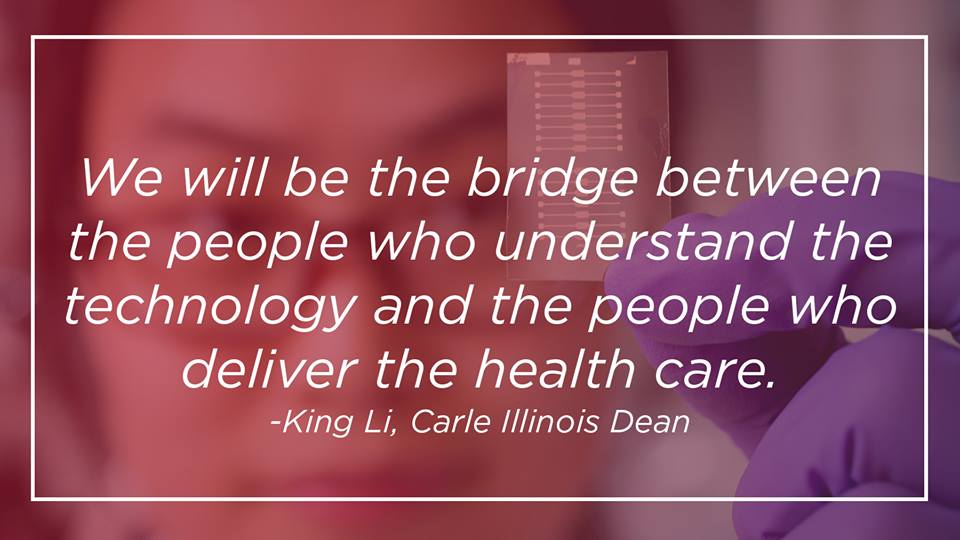 We will be the bridge between
the people who understand the
technology and the people who
deliver the health care.
-King Li, Carle Illinois Dean